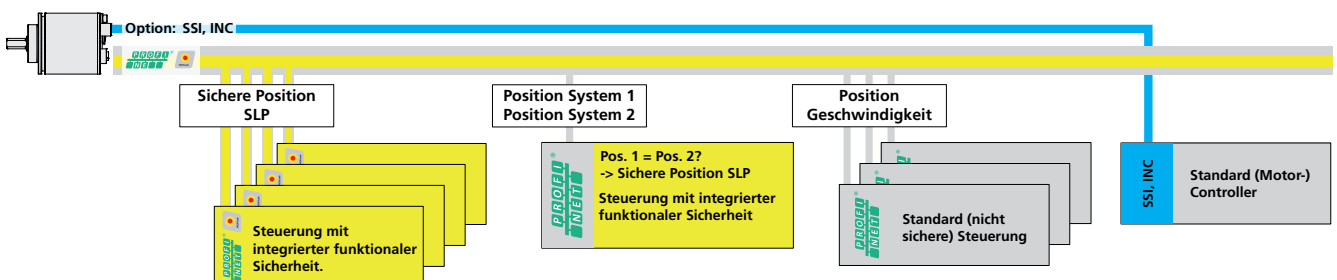 Option: SSI, INC
PROFI
NET
Sichere Position
SLP
Position System 1
Position System 2
Position
Geschwindigkeit
PROFI
NET
Steuerung mit
integrierter funktionaler
Sicherheit.
PROFI
NET
Pos. 1 = Pos. 2?
-> Sichere Position SLP
Steuerung mit integrierter
funktionaler Sicherheit
PROFI
NET
Standard (nicht
sichere) Steuerung
SSI, INC
Standard (Motor-)
Controller